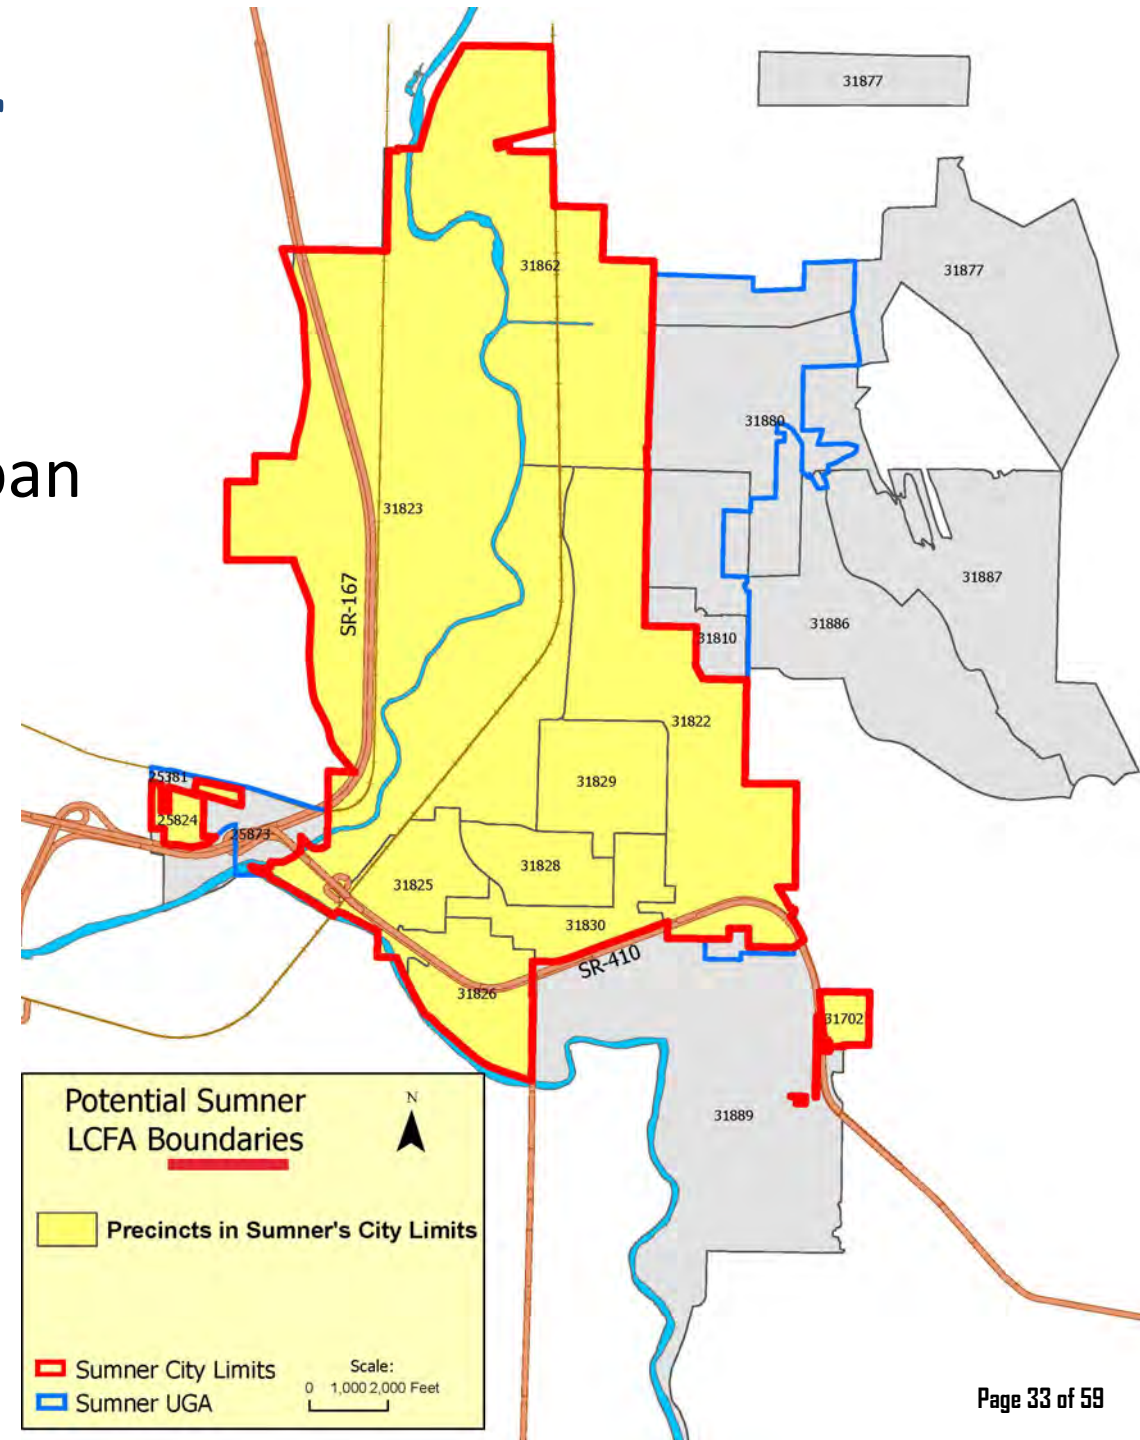 31877
31877
31862
31880
pan
31823
SR-167
31887
31886
31810
31822
25381
31829
25824
25873
31828
31825
31830
SR-410
31826
31702
31889
Potential Sumner
LCFA Boundaries
N
Precincts in Sumner's City Limits
Sumner City Limits
Sumner UGA
Scale:
0 1,000 2,000 Feet
Page 33 of 59